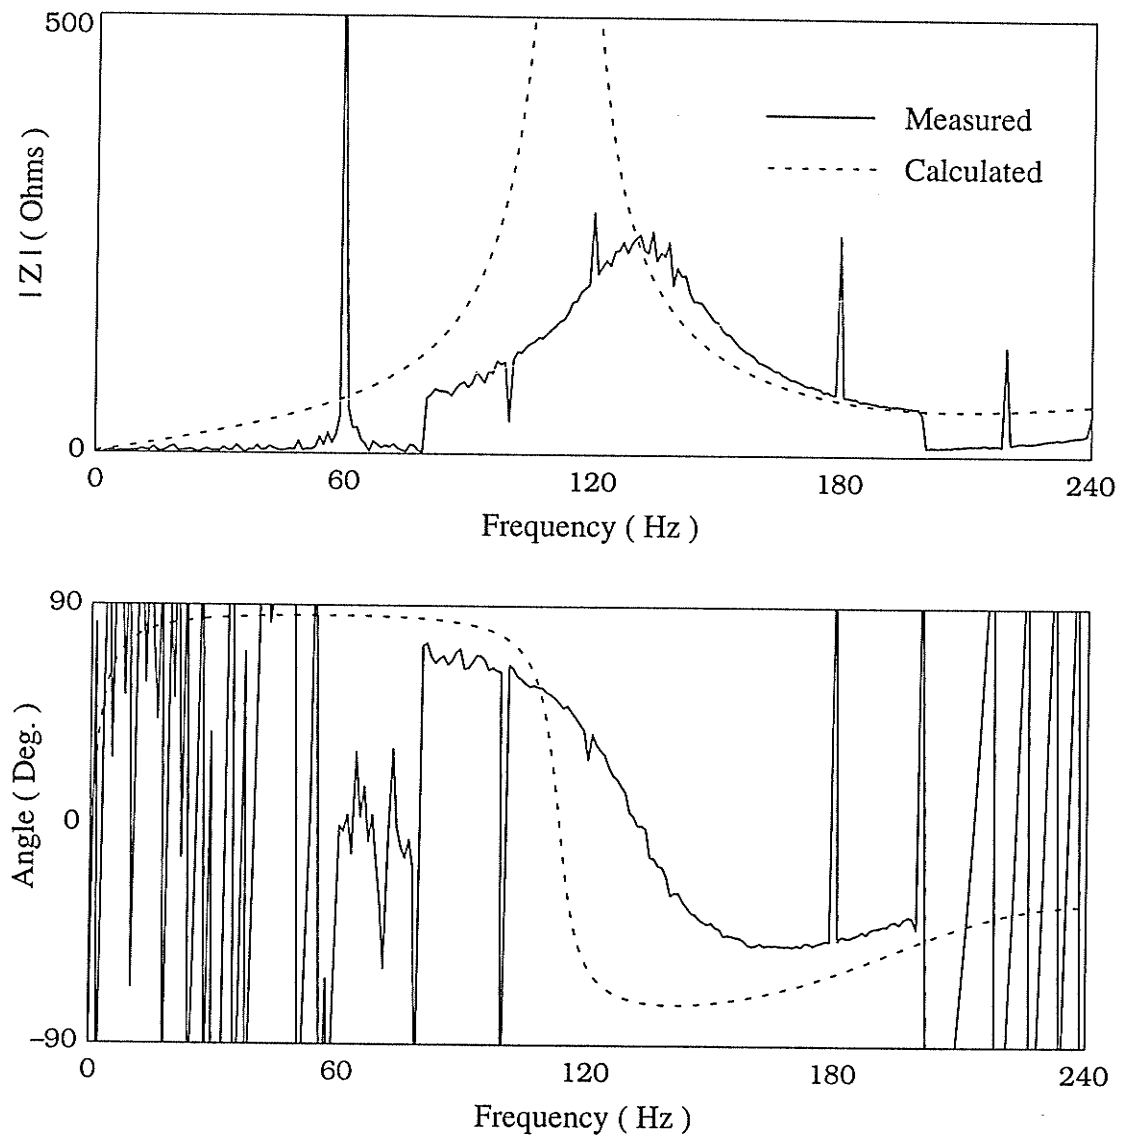 500
| Z | ( Ohms )
Measured
Calculated
0
0 60 120 180 240
Frequency ( Hz )
90
Angle ( Deg. )
0
-90
0 60 120 180 240
Frequency ( Hz )